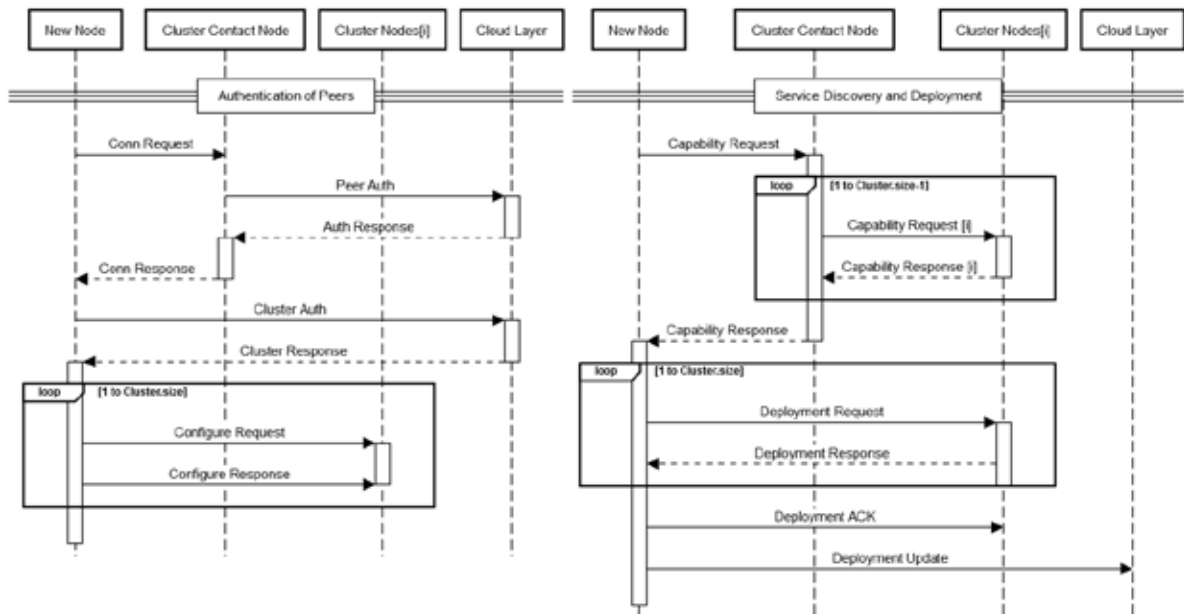 New Node
Cluster Contact Node
Cluster Nodes[i]
Cloud Layer
Authentication of Peers
Conn Request
Peer Auth
Auth Response
Conn Response
Cluster Auth
Cluster Response
loop
[1 to Cluster.size]
Configure Request
Configure Response
New Node
Cluster Contact Node
Cluster Nodes[i]
Cloud Layer
Service Discovery and Deployment
Capability Request
loop
[1 to Cluster.size-1]
Capability Request [i]
Capability Response [i]
Capability Response
loop
[1 to Cluster.size]
Deployment Request
Deployment Response
Deployment ACK
Deployment Update